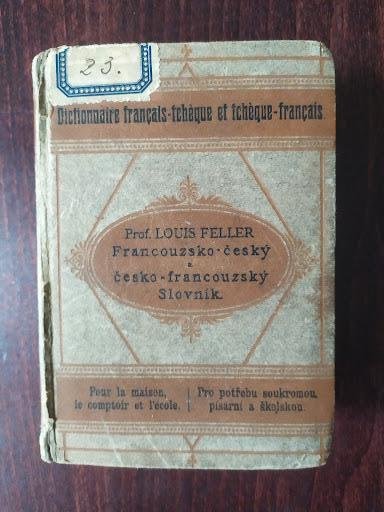 23.
Dictionnaire français-tchèque et tchèque-français.
Prof. LOUIS FELLER
Francouzsko-český
a
česko-francouzský
Slovník.
Pour la maison,
le comptoir et l'école.
Pro potřebu soukromou,
písární a školskou.